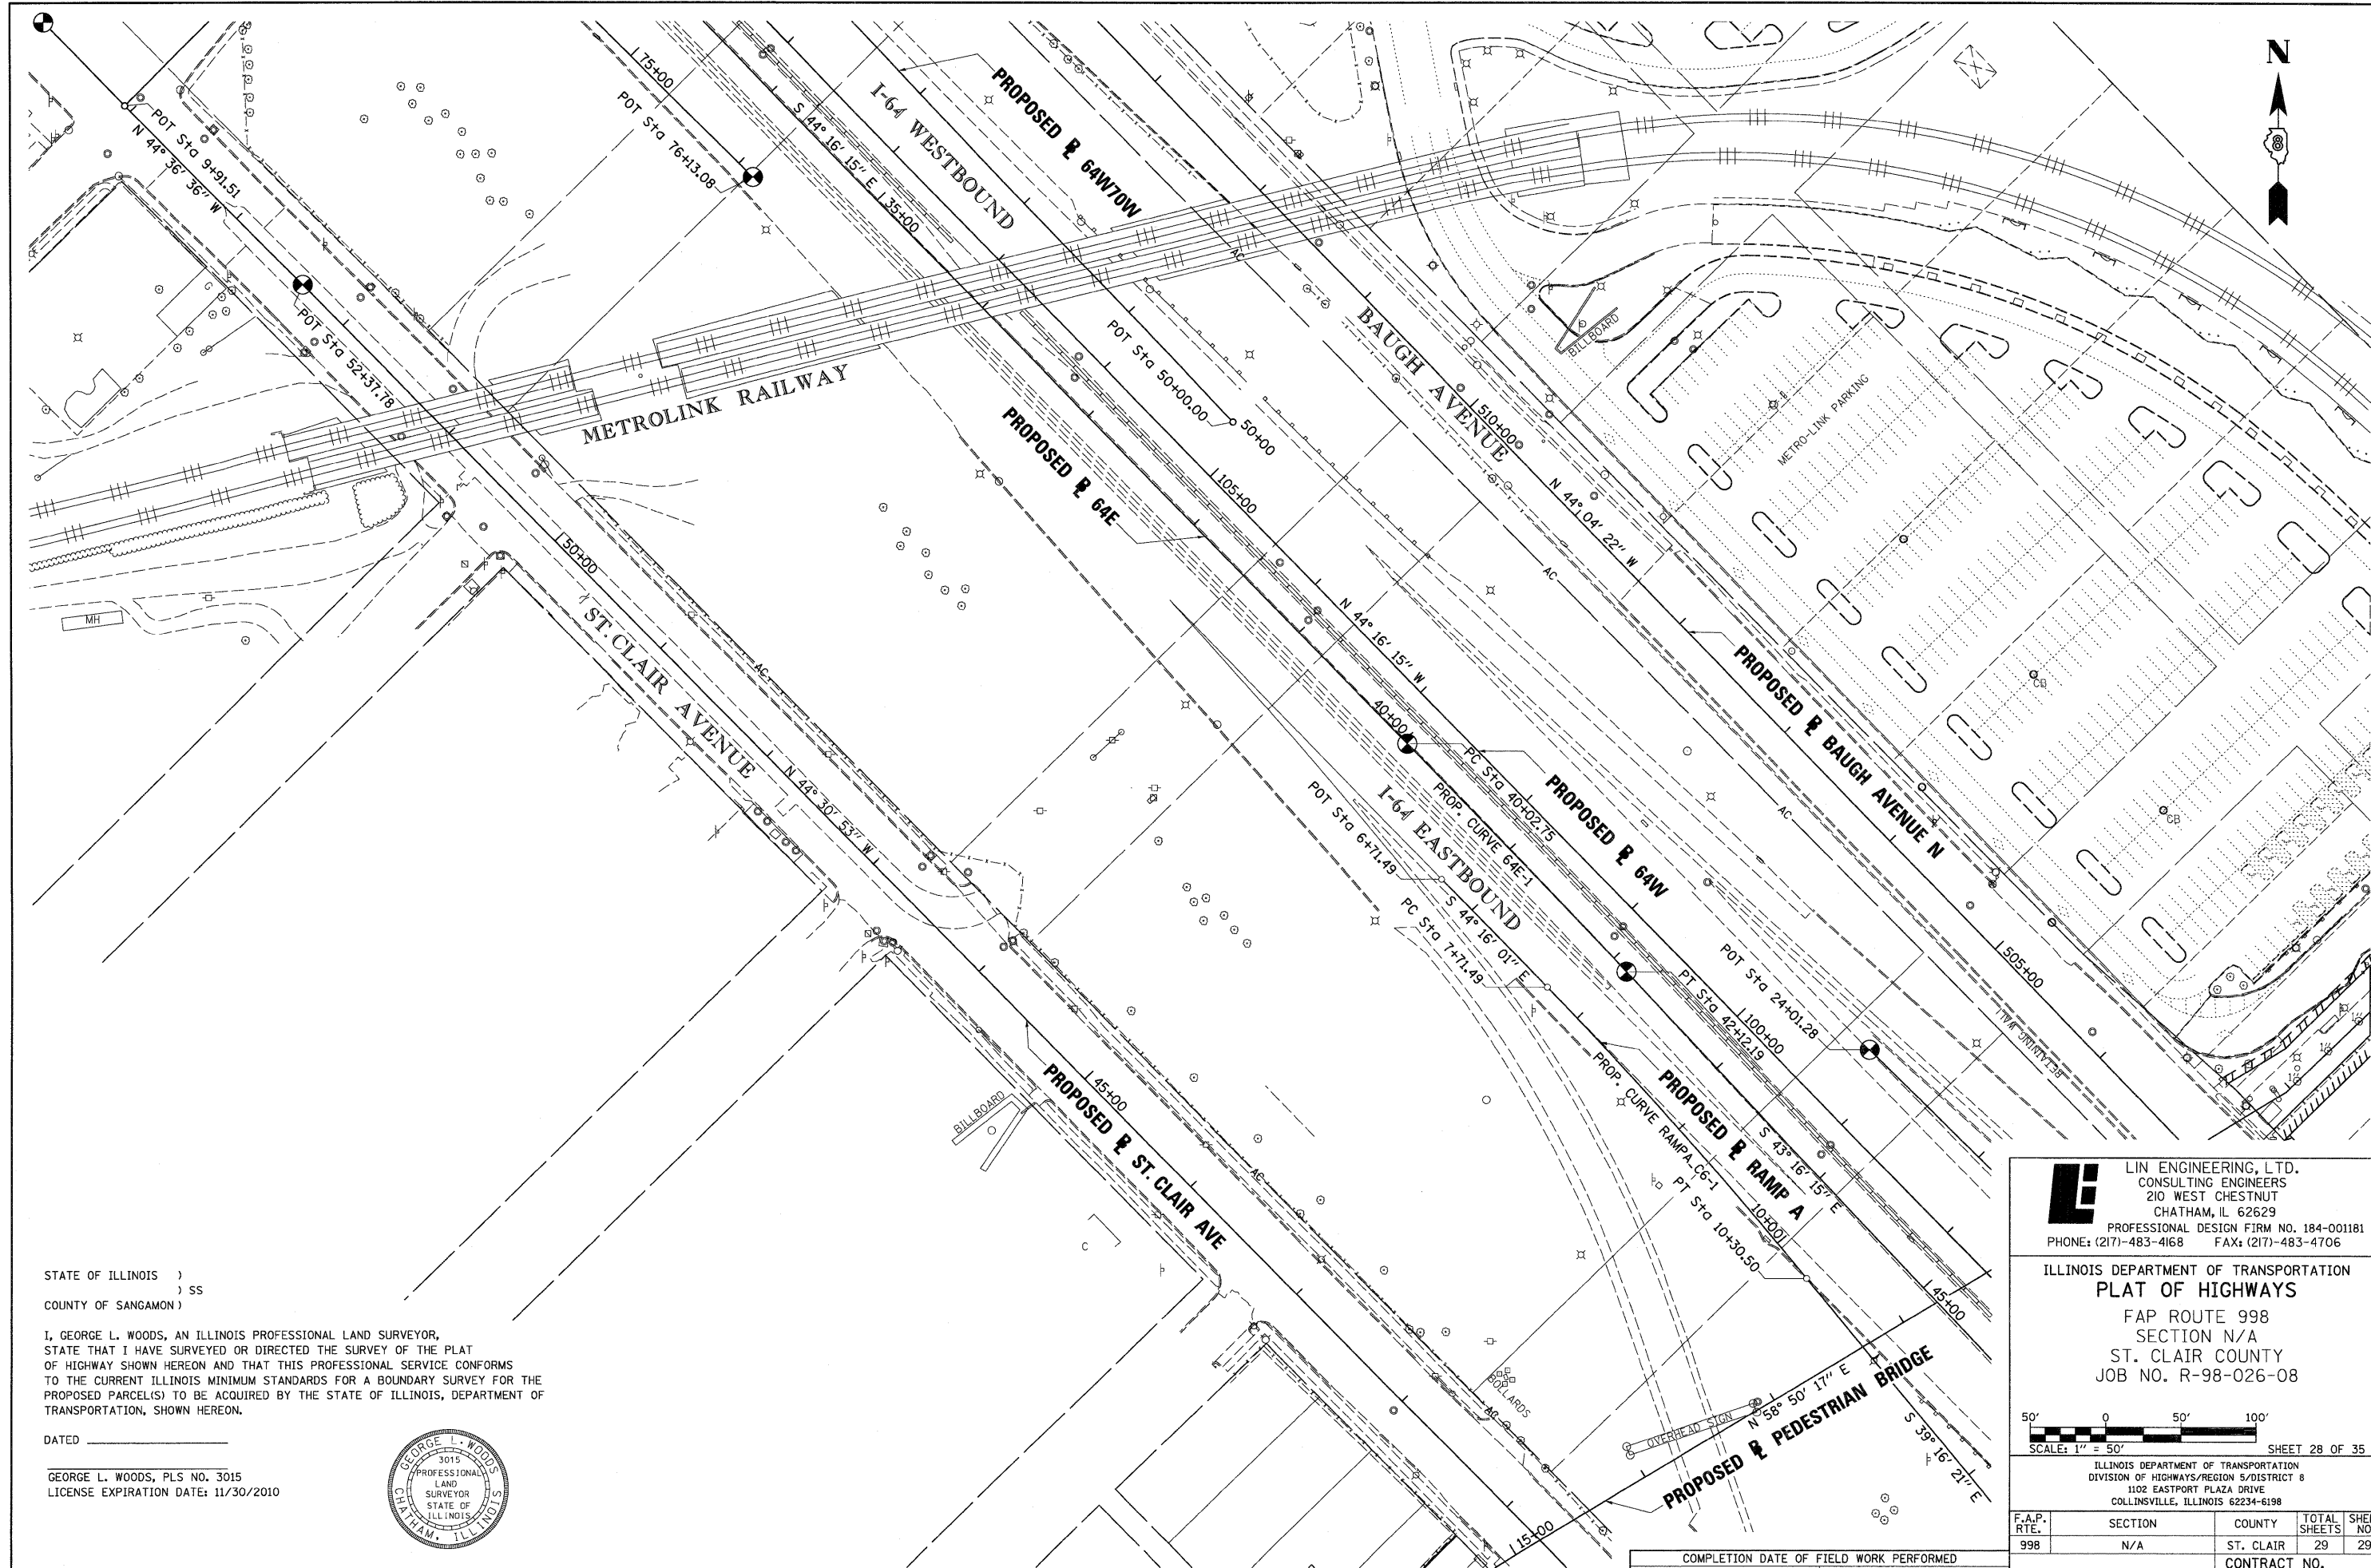 N
8
POT Sta 9+91.51
N 44° 36' 36" W
75+00
POT Sta 76+13.08
S 44° 16' 15" E
35+00
I-64 WESTBOUND
PROPOSED ⅊ 64W70W
POT Sta 52+37.78
G
METROLINK RAILWAY
POT Sta 50+00.00
50+00
AC
BAUGH AVENUE
510+00
BILLBOARD
METRO-LINK PARKING
N 44° 04' 22" W
PROPOSED ⅊ 64E
105+00
AC
50+00
MH
ST. CLAIR AVENUE
AC
N 44° 30' 53" W
N 44° 16' 15" W
40+00
PC Sta 40+02.75
PROPOSED ⅊ BAUGH AVENUE N
CB
CB
PROPOSED ⅊ 64W
AC
PROP. CURVE 64E-1
I-64 EASTBOUND
POT Sta 6+71.49
S 44° 16' 01" E
PC Sta 7+71.49
POT Sta 24+01.28
505+00
RETAINING WALL
PT Sta 42+12.19
100+00
PROP. CURVE RAMPA_C6-1
PROPOSED ⅊ RAMP A
S 43° 16' 15" E
PT Sta 10+30.50
10+00
45+00
45+00
PROPOSED ⅊ ST. CLAIR AVE
BILLBOARD
AC
C
BOLLARDS
AC
OVERHEAD SIGN
N 58° 50' 17" E
PROPOSED ⅊ PEDESTRIAN BRIDGE
S 39° 16' 21" E
15+00
STATE OF ILLINOIS )
) SS
COUNTY OF SANGAMON )
I, GEORGE L. WOODS, AN ILLINOIS PROFESSIONAL LAND SURVEYOR,
STATE THAT I HAVE SURVEYED OR DIRECTED THE SURVEY OF THE PLAT
OF HIGHWAY SHOWN HEREON AND THAT THIS PROFESSIONAL SERVICE CONFORMS
TO THE CURRENT ILLINOIS MINIMUM STANDARDS FOR A BOUNDARY SURVEY FOR THE
PROPOSED PARCEL(S) TO BE ACQUIRED BY THE STATE OF ILLINOIS, DEPARTMENT OF
TRANSPORTATION, SHOWN HEREON.
DATED
GEORGE L. WOODS, PLS NO. 3015
LICENSE EXPIRATION DATE: 11/30/2010
GEORGE L. WOODS
3015
PROFESSIONAL
LAND
SURVEYOR
STATE OF
ILLINOIS
CHATHAM, ILLINOIS
LIN ENGINEERING, LTD.
CONSULTING ENGINEERS
210 WEST CHESTNUT
CHATHAM, IL 62629
PROFESSIONAL DESIGN FIRM NO. 184-001181
PHONE: (217)-483-4168 FAX: (217)-483-4706
ILLINOIS DEPARTMENT OF TRANSPORTATION
PLAT OF HIGHWAYS
FAP ROUTE 998
SECTION N/A
ST. CLAIR COUNTY
JOB NO. R-98-026-08
50' 0 50' 100'
SCALE: 1" = 50' SHEET 28 OF 35
ILLINOIS DEPARTMENT OF TRANSPORTATION
DIVISION OF HIGHWAYS/REGION 5/DISTRICT 8
1102 EASTPORT PLAZA DRIVE
COLLINSVILLE, ILLINOIS 62234-6198
F.A.P. RTE. SECTION COUNTY TOTAL SHEETS
998 N/A ST. CLAIR 29 29
CONTRACT NO.
COMPLETION DATE OF FIELD WORK PERFORMED